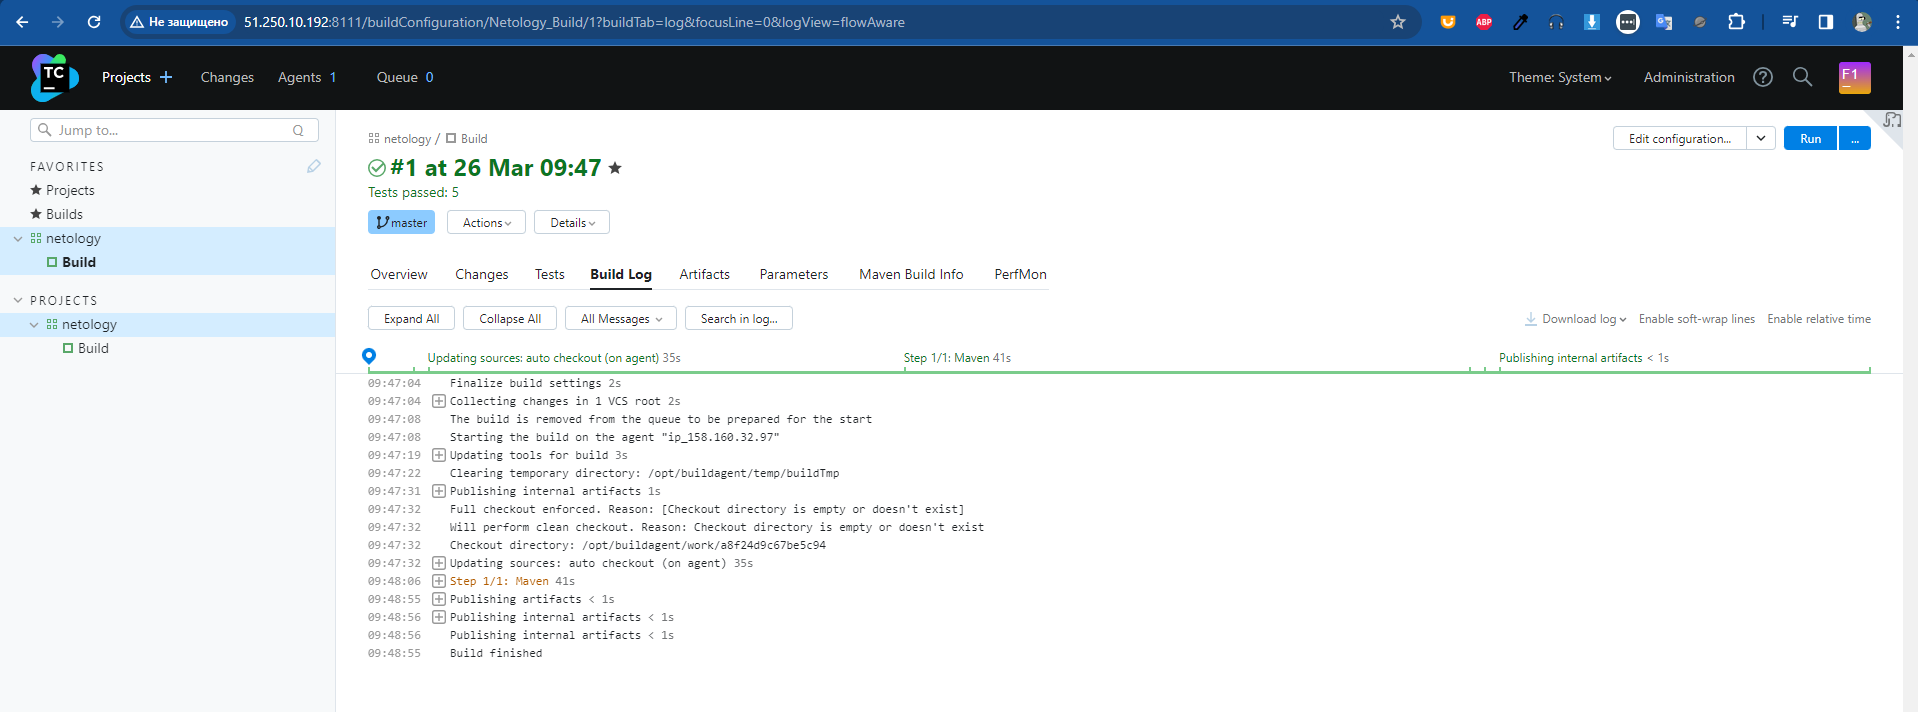 Не защищено 51.250.10.192:8111/buildConfiguration/Netology_Build/1?buildTab=log&focusLine=0&logView=flowAware
ABP
TC
Projects
Changes
Agents 1
Queue 0
Theme: System
Administration
?
F1
Jump to...
Q
FAVORITES
Projects
Builds
netology
Build
PROJECTS
netology
Build
netology / Build
Edit configuration...
Run
...
#1 at 26 Mar 09:47
Tests passed: 5
master
Actions
Details
Overview
Changes
Tests
Build Log
Artifacts
Parameters
Maven Build Info
PerfMon
Expand All
Collapse All
All Messages
Search in log...
Download log
Enable soft-wrap lines
Enable relative time
Updating sources: auto checkout (on agent) 35s
Step 1/1: Maven 41s
Publishing internal artifacts < 1s
09:47:04 Finalize build settings 2s
09:47:04 Collecting changes in 1 VCS root 2s
09:47:08 The build is removed from the queue to be prepared for the start
09:47:08 Starting the build on the agent "ip_158.160.32.97"
09:47:19 Updating tools for build 3s
09:47:22 Clearing temporary directory: /opt/buildagent/temp/buildTmp
09:47:31 Publishing internal artifacts 1s
09:47:32 Full checkout enforced. Reason: [Checkout directory is empty or doesn't exist]
09:47:32 Will perform clean checkout. Reason: Checkout directory is empty or doesn't exist
09:47:32 Checkout directory: /opt/buildagent/work/a8f24d9c67be5c94
09:47:32 Updating sources: auto checkout (on agent) 35s
09:48:06 Step 1/1: Maven 41s
09:48:55 Publishing artifacts < 1s
09:48:56 Publishing internal artifacts < 1s
09:48:56 Publishing internal artifacts < 1s
09:48:55 Build finished